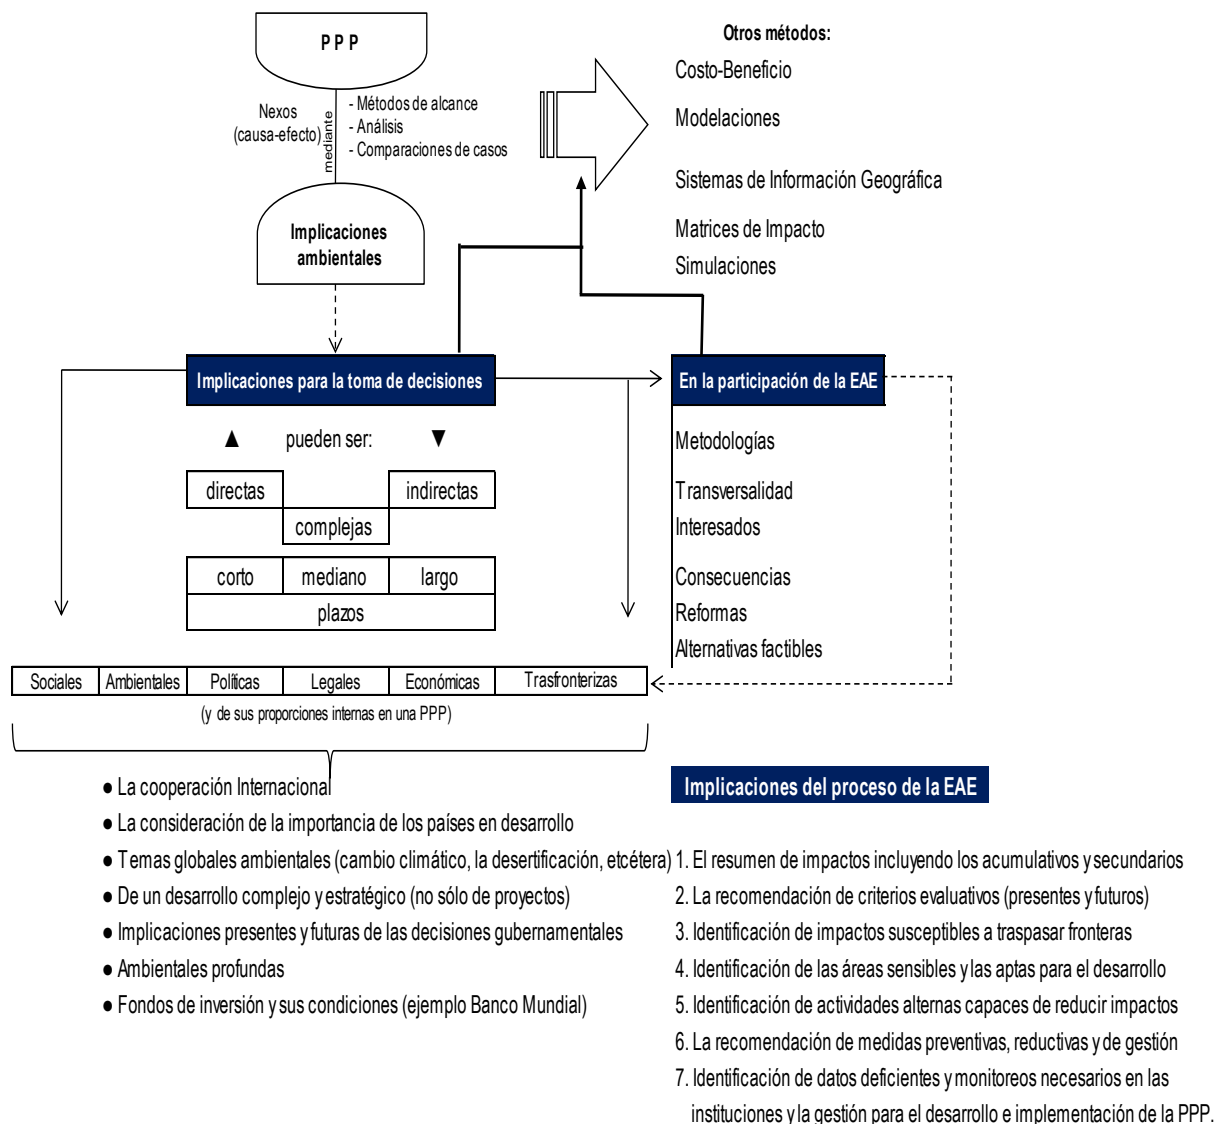 P P P
Nexos
(causa-efecto)
mediante
- Métodos de alcance
- Análisis
- Comparaciones de casos
Implicaciones
ambientales
Otros métodos:
Costo-Beneficio
Modelaciones
Sistemas de Información Geográfica
Matrices de Impacto
Simulaciones
Implicaciones para la toma de decisiones
pueden ser:
directas
indirectas
complejas
corto
mediano
largo
plazos
En la participación de la EAE
Metodologías
Transversalidad
Interesados
Consecuencias
Reformas
Alternativas factibles
Sociales
Ambientales
Políticas
Legales
Económicas
Trasfronterizas
(y de sus proporciones internas en una PPP)
● La cooperación Internacional
● La consideración de la importancia de los países en desarrollo
● Temas globales ambientales (cambio climático, la desertificación, etcétera)
● De un desarrollo complejo y estratégico (no sólo de proyectos)
● Implicaciones presentes y futuras de las decisiones gubernamentales
● Ambientales profundas
● Fondos de inversión y sus condiciones (ejemplo Banco Mundial)
Implicaciones del proceso de la EAE
1. El resumen de impactos incluyendo los acumulativos y secundarios
2. La recomendación de criterios evaluativos (presentes y futuros)
3. Identificación de impactos susceptibles a traspasar fronteras
4. Identificación de las áreas sensibles y las aptas para el desarrollo
5. Identificación de actividades alternas capaces de reducir impactos
6. La recomendación de medidas preventivas, reductivas y de gestión
7. Identificación de datos deficientes y monitoreos necesarios en las
instituciones y la gestión para el desarrollo e implementación de la PPP.